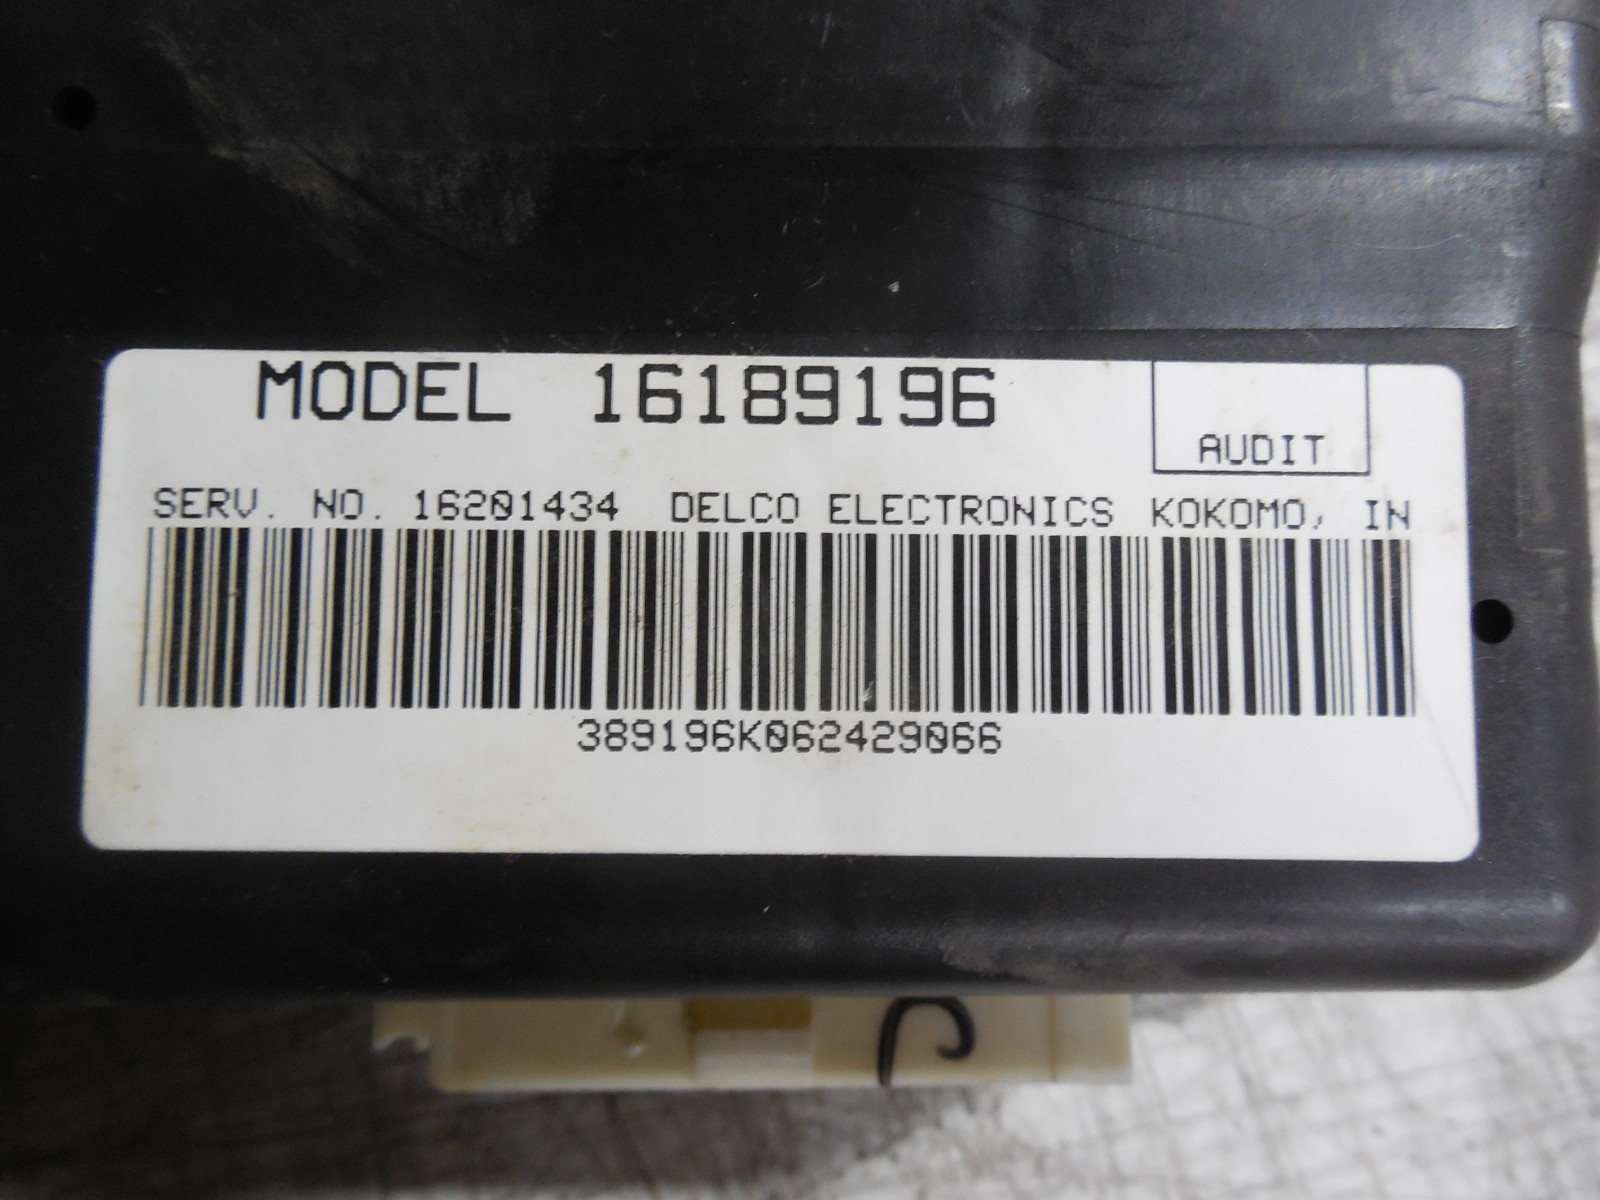 MODEL 16189196
AUDIT
SERV. NO. 16201434 DELCO ELECTRONICS KOKOMO, IN
389196K062429066